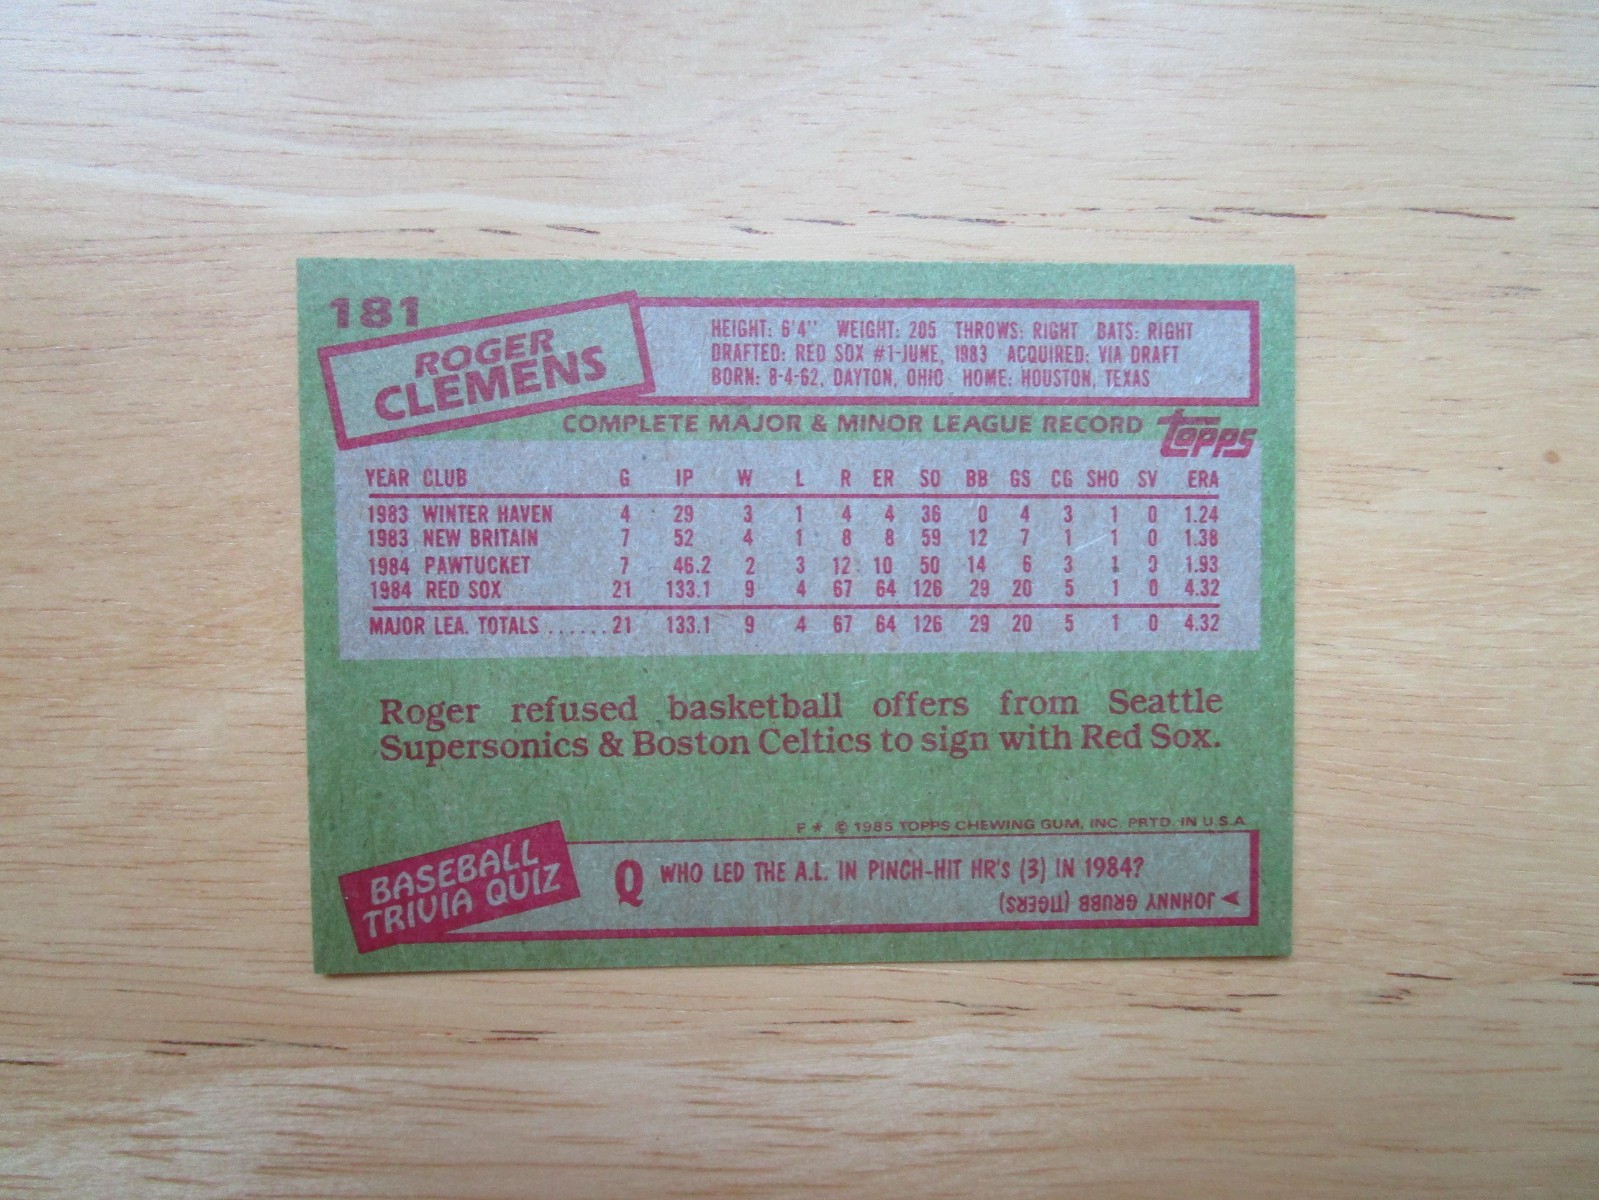 181
ROGER
CLEMENS
HEIGHT: 6'4" WEIGHT: 205 THROWS: RIGHT BATS: RIGHT
DRAFTED: RED SOX #1-JUNE, 1983 ACQUIRED: VIA DRAFT
BORN: 8-4-62, DAYTON, OHIO HOME: HOUSTON, TEXAS
COMPLETE MAJOR & MINOR LEAGUE RECORD topps
YEAR CLUB G IP W L R ER SO BB GS CG SHO SV ERA
1983 WINTER HAVEN 4 29 3 1 4 4 36 0 4 3 1 0 1.24
1983 NEW BRITAIN 7 52 4 1 8 8 59 12 7 1 1 0 1.38
1984 PAWTUCKET 7 46.2 2 3 12 10 50 14 6 3 1 0 1.93
1984 RED SOX 21 133.1 9 4 67 64 126 29 20 5 1 0 4.32
MAJOR LEA. TOTALS ......21 133.1 9 4 67 64 126 29 20 5 1 0 4.32
Roger refused basketball offers from Seattle
Supersonics & Boston Celtics to sign with Red Sox.
F * © 1985 TOPPS CHEWING GUM, INC. PRTD. IN U.S.A.
BASEBALL
TRIVIA QUIZ
Q WHO LED THE A.L. IN PINCH-HIT HR'S (3) IN 1984?
JOHNNY GRUBB (TIGERS)